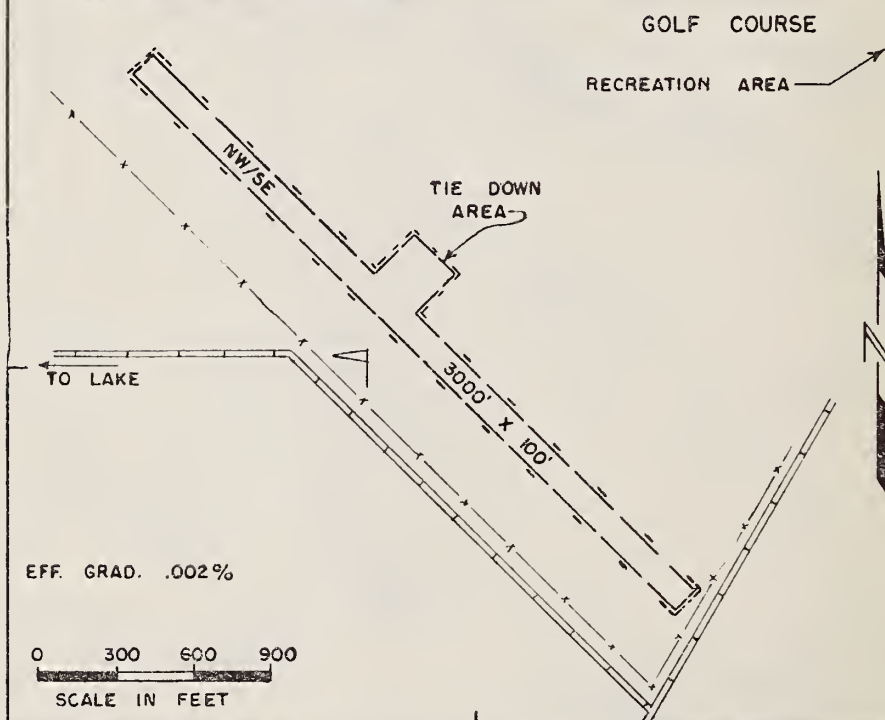 GOLF COURSE
RECREATION AREA
NW/SE
TIE DOWN
AREA
TO LAKE
3000' X 100'
EFF. GRAD. .002%
0 300 600 900
SCALE IN FEET